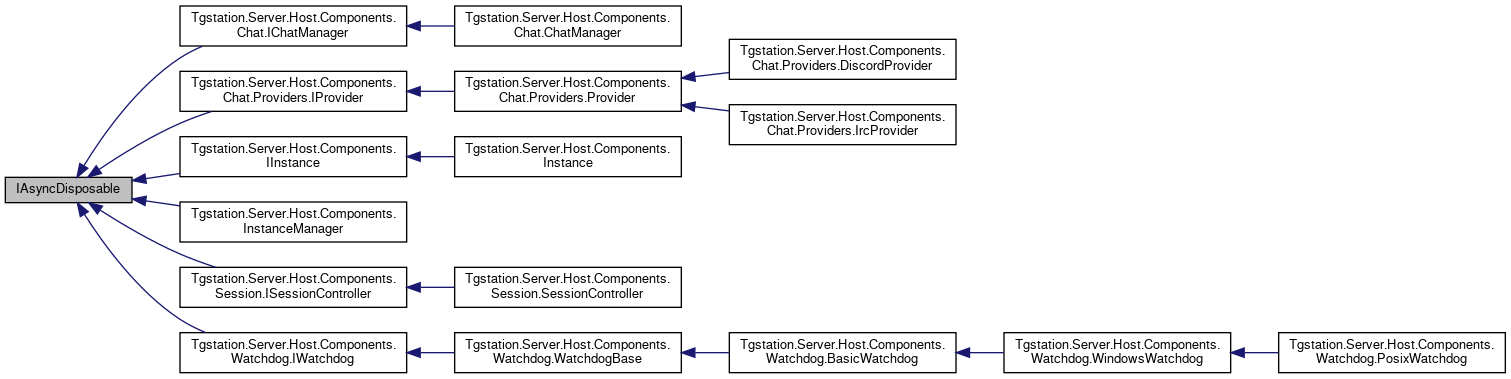 IAsyncDisposable
Tgstation.Server.Host.Components.
Chat.IChatManager
Tgstation.Server.Host.Components.
Chat.ChatManager
Tgstation.Server.Host.Components.
Chat.Providers.IProvider
Tgstation.Server.Host.Components.
Chat.Providers.Provider
Tgstation.Server.Host.Components.
Chat.Providers.DiscordProvider
Tgstation.Server.Host.Components.
Chat.Providers.IrcProvider
Tgstation.Server.Host.Components.
IInstance
Tgstation.Server.Host.Components.
Instance
Tgstation.Server.Host.Components.
InstanceManager
Tgstation.Server.Host.Components.
Session.ISessionController
Tgstation.Server.Host.Components.
Session.SessionController
Tgstation.Server.Host.Components.
Watchdog.IWatchdog
Tgstation.Server.Host.Components.
Watchdog.WatchdogBase
Tgstation.Server.Host.Components.
Watchdog.BasicWatchdog
Tgstation.Server.Host.Components.
Watchdog.WindowsWatchdog
Tgstation.Server.Host.Components.
Watchdog.PosixWatchdog